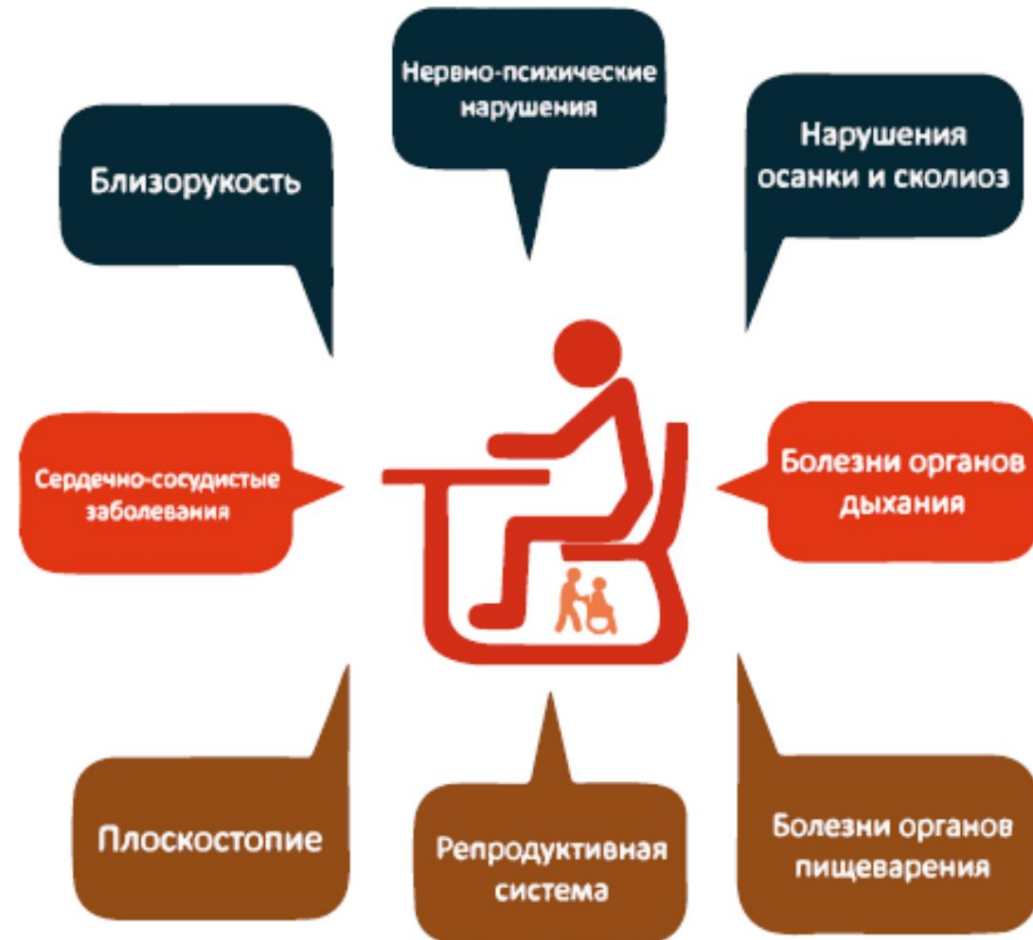 Нервно-психические
нарушения
Близорукость
Нарушения
осанки и сколиоз
Сердечно-сосудистые
заболевания
Болезни органов
дыхания
Плоскостопие
Репродуктивная
система
Болезни органов
пищеварения